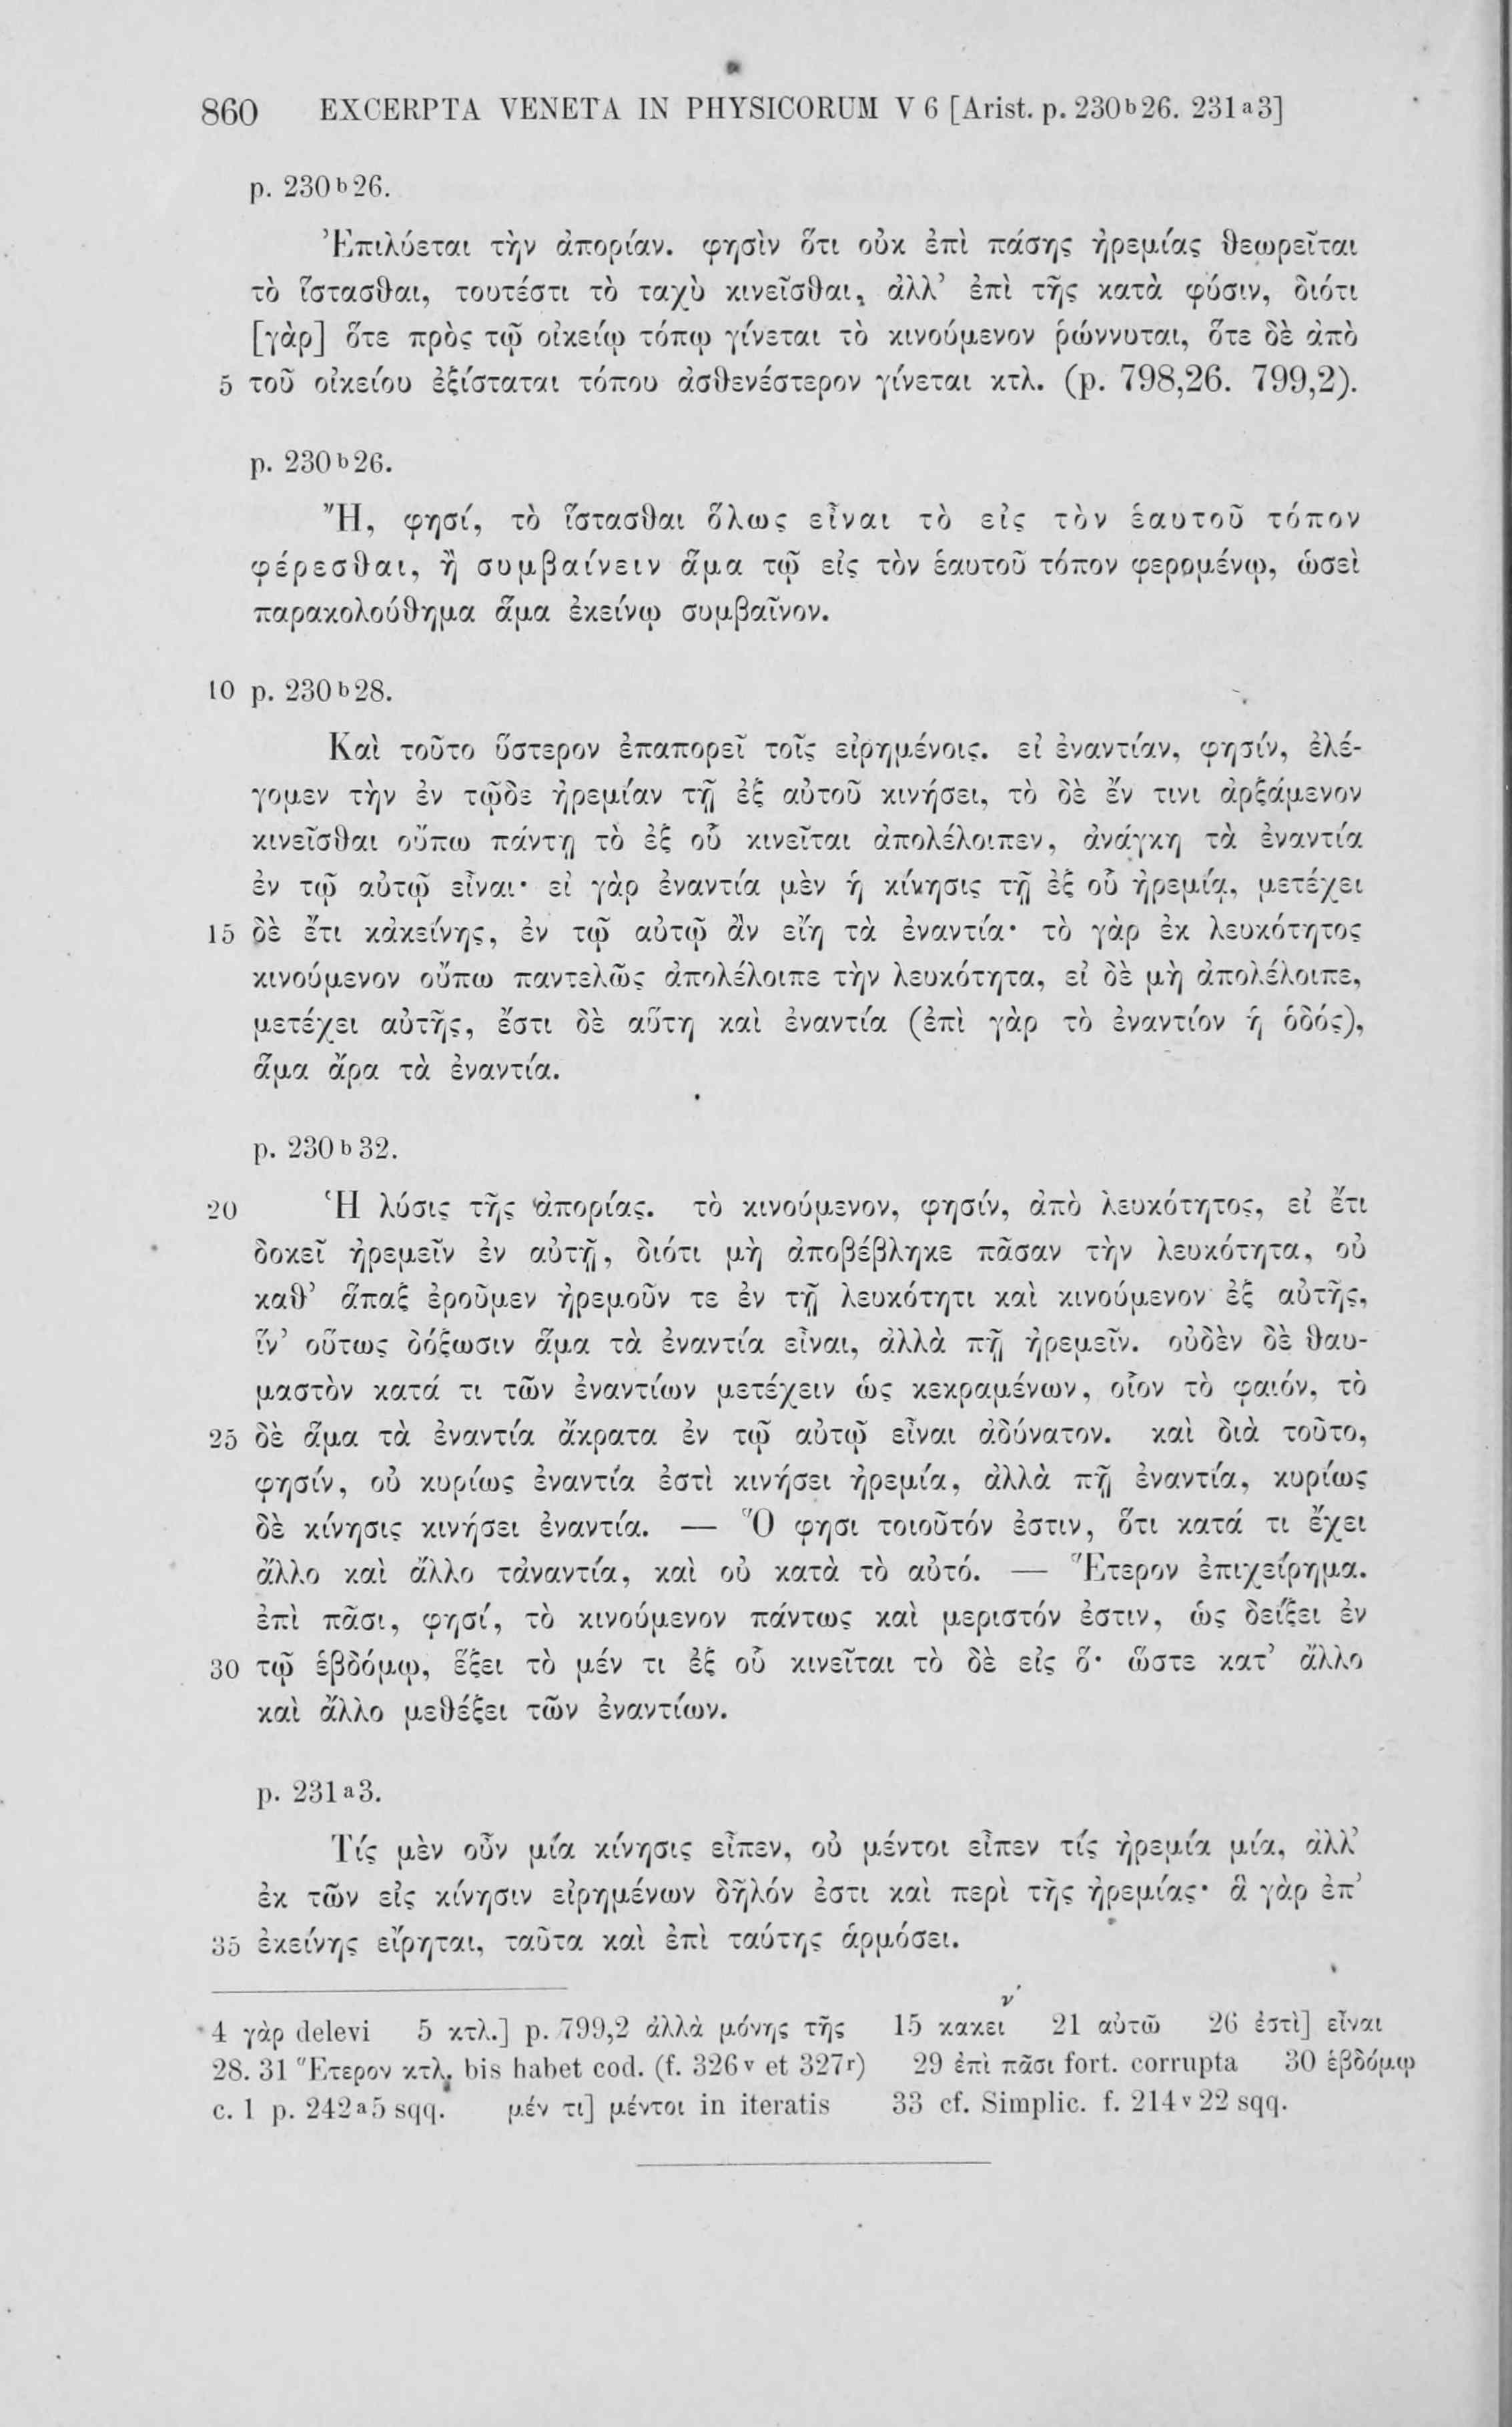 860 EXCERPTA VENETA IN PHYSICORUM V 6 [Arist. p. 230b26. 231a3]
p. 230b26.
Ἐπιλύεται τὴν ἀπορίαν. φησὶν ὅτι οὐκ ἐπὶ πάσης ἠρεμίας θεωρεῖται
τὸ ἵστασθαι, τουτέστι τὸ ταχὺ κινεῖσθαι, ἀλλ’ ἐπὶ τῆς κατὰ φύσιν, διότι
[γὰρ] ὅτε πρὸς τῷ οἰκείῳ τόπῳ γίνεται τὸ κινούμενον ῥώννυται, ὅτε δὲ ἀπὸ
5 τοῦ οἰκείου ἐξίσταται τόπου ἀσθενέστερον γίνεται κτλ. (p. 798,26. 799,2).
p. 230b26.
Ἤ, φησί, τὸ ἵστασθαι ὅλως εἶναι τὸ εἰς τὸν ἑαυτοῦ τόπον
φέρεσθαι, ἢ συμβαίνειν ἅμα τῷ εἰς τὸν ἑαυτοῦ τόπον φερομένῳ, ὡσεὶ
παρακολούθημα ἅμα ἐκείνῳ συμβαῖνον.
10 p. 230b28.
Καὶ τοῦτο ὕστερον ἐπαπορεῖ τοῖς εἰρημένοις. εἰ ἐναντίαν, φησίν, ἐλέ-
γομεν τὴν ἐν τῷδε ἠρεμίαν τῇ ἐξ αὐτοῦ κινήσει, τὸ δὲ ἔν τινι ἀρξάμενον
κινεῖσθαι οὔπω πάντῃ τὸ ἐξ οὗ κινεῖται ἀπολέλοιπεν, ἀνάγκη τὰ ἐναντία
ἐν τῷ αὐτῷ εἶναι· εἰ γὰρ ἐναντία μὲν ἡ κίνησις τῇ ἐξ οὗ ἠρεμίᾳ, μετέχει
15 δὲ ἔτι κἀκείνης, ἐν τῷ αὐτῷ ἂν εἴη τὰ ἐναντία· τὸ γὰρ ἐκ λευκότητος
κινούμενον οὔπω παντελῶς ἀπολέλοιπε τὴν λευκότητα, εἰ δὲ μὴ ἀπολέλοιπε,
μετέχει αὐτῆς, ἔστι δὲ αὕτη καὶ ἐναντία (ἐπὶ γὰρ τὸ ἐναντίον ἡ ὁδός),
ἅμα ἄρα τὰ ἐναντία.
p. 230b32.
20 Ἡ λύσις τῆς ἀπορίας. τὸ κινούμενον, φησίν, ἀπὸ λευκότητος, εἰ ἔτι
δοκεῖ ἠρεμεῖν ἐν αὐτῇ, διότι μὴ ἀποβέβληκε πᾶσαν τὴν λευκότητα, οὐ
καθ’ ἅπαξ ἐροῦμεν ἠρεμοῦν τε ἐν τῇ λευκότητι καὶ κινούμενον ἐξ αὐτῆς,
ἵν’ οὕτως δόξωσιν ἅμα τὰ ἐναντία εἶναι, ἀλλὰ πῇ ἠρεμεῖν. οὐδὲν δὲ θαυ-
μαστὸν κατά τι τῶν ἐναντίων μετέχειν ὡς κεκραμένων, οἷον τὸ φαιόν, τὸ
25 δὲ ἅμα τὰ ἐναντία ἄκρατα ἐν τῷ αὐτῷ εἶναι ἀδύνατον. καὶ διὰ τοῦτο,
φησίν, οὐ κυρίως ἐναντία ἐστὶ κινήσει ἠρεμία, ἀλλὰ πῇ ἐναντία, κυρίως
δὲ κίνησις κινήσει ἐναντία. — Ὅ φησι τοιοῦτόν ἐστιν, ὅτι κατά τι ἔχει
ἄλλο καὶ ἄλλο τἀναντία, καὶ οὐ κατὰ τὸ αὐτό. — Ἕτερον ἐπιχείρημα.
ἐπὶ πᾶσι, φησί, τὸ κινούμενον πάντως καὶ μεριστόν ἐστιν, ὡς δείξει ἐν
30 τῷ ἑβδόμῳ, ἕξει τὸ μέν τι ἐξ οὗ κινεῖται τὸ δὲ εἰς ὅ· ὥστε κατ’ ἄλλο
καὶ ἄλλο μεθέξει τῶν ἐναντίων.
p. 231a3.
Τίς μὲν οὖν μία κίνησις εἶπεν, οὐ μέντοι εἶπεν τίς ἠρεμία μία, ἀλλ’
ἐκ τῶν εἰς κίνησιν εἰρημένων δῆλόν ἐστι καὶ περὶ τῆς ἠρεμίας· ἃ γὰρ ἐπ’
35 ἐκείνης εἴρηται, ταῦτα καὶ ἐπὶ ταύτης ἁρμόσει.
4 γὰρ delevi 5 κτλ.] p. 799,2 ἀλλὰ μόνης τῆς 15 κακειν 21 αὐτῶ 26 ἐστὶ] εἶναι
28. 31 Ἕτερον κτλ. bis habet cod. (f. 326v et 327r) 29 ἐπὶ πᾶσι fort. corrupta 30 ἑβδόμῳ
c. 1 p. 242a5 sqq. μέν τι] μέντοι in iteratis 33 cf. Simplic. f. 214v22 sqq.